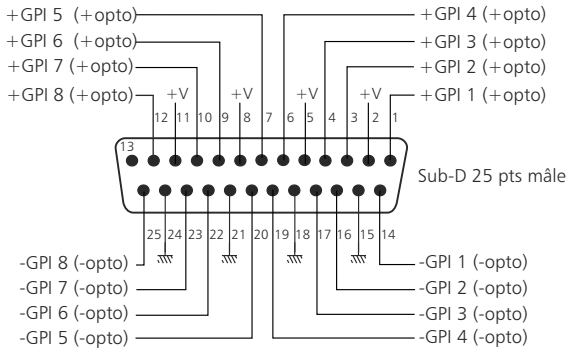 +GPI 5 (+opto) +GPI 4 (+opto)
+GPI 6 (+opto) +GPI 3 (+opto)
+GPI 7 (+opto) +GPI 2 (+opto)
+GPI 8 (+opto) +V +V +V +V +GPI 1 (+opto)
12 11 10 9 8 7 6 5 4 3 2 1
13
Sub-D 25 pts mâle
25 24 23 22 21 20 19 18 17 16 15 14
-GPI 8 (-opto) -GPI 1 (-opto)
-GPI 7 (-opto) -GPI 2 (-opto)
-GPI 6 (-opto) -GPI 3 (-opto)
-GPI 5 (-opto) -GPI 4 (-opto)